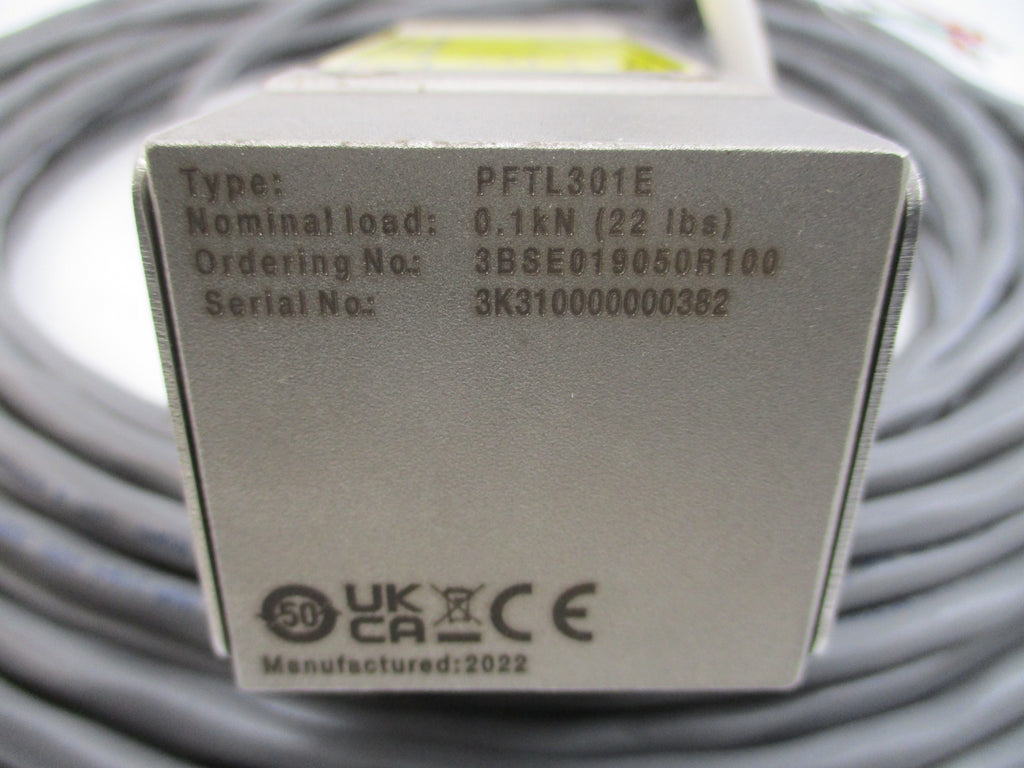 Type: PFTL301E
Nominal load: 0.1kN (22 lbs)
Ordering No.: 3BSE019050R100
Serial No.: 3K310000000382
50 UK CA CE
Manufactured:2022